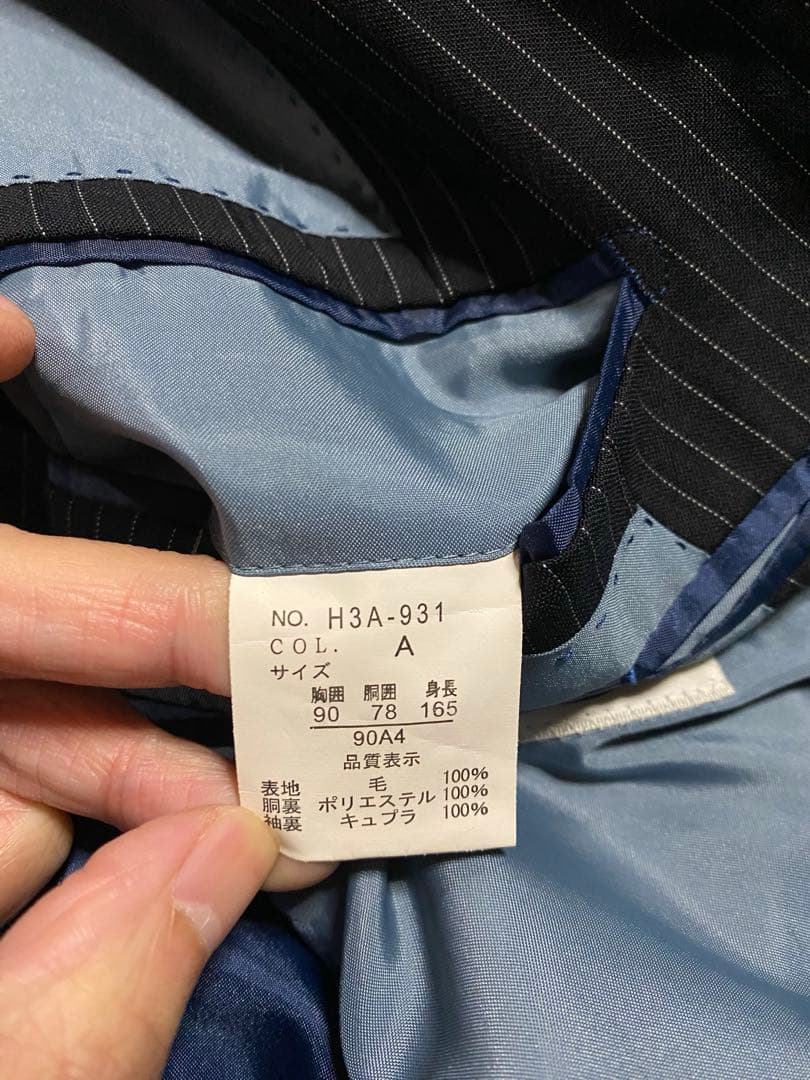 NO. H3A-931
COL. A
サイズ
胸囲 胴囲 身長
90 78 165
90A4
品質表示
表地 毛 100%
胴裏 ポリエステル 100%
袖裏 キュプラ 100%